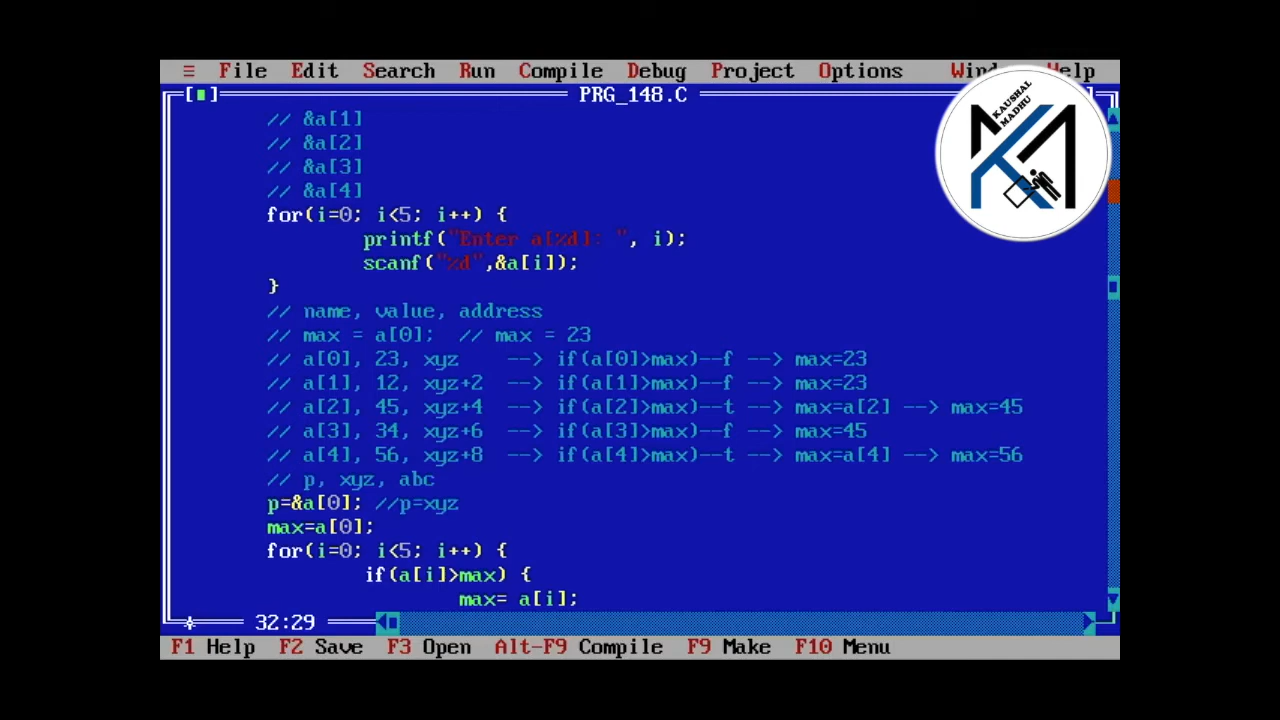 ≡ File Edit Search Run Compile Debug Project Options Help
PRG_148.C
KAUSHAL
MADHU
// &a[1]
// &a[2]
// &a[3]
// &a[4]
for(i=0; i<5; i++) {
printf("Enter a[%d]: ", i);
scanf("%d",&a[i]);
}
// name, value, address
// max = a[0]; // max = 23
// a[0], 23, xyz --> if(a[0]>max)--f --> max=23
// a[1], 12, xyz+2 --> if(a[1]>max)--f --> max=23
// a[2], 45, xyz+4 --> if(a[2]>max)--t --> max=a[2] --> max=45
// a[3], 34, xyz+6 --> if(a[3]>max)--f --> max=45
// a[4], 56, xyz+8 --> if(a[4]>max)--t --> max=a[4] --> max=56
// p, xyz, abc
p=&a[0]; //p=xyz
max=a[0];
for(i=0; i<5; i++) {
if(a[i]>max) {
max= a[i];
32:29
F1 Help F2 Save F3 Open Alt-F9 Compile F9 Make F10 Menu